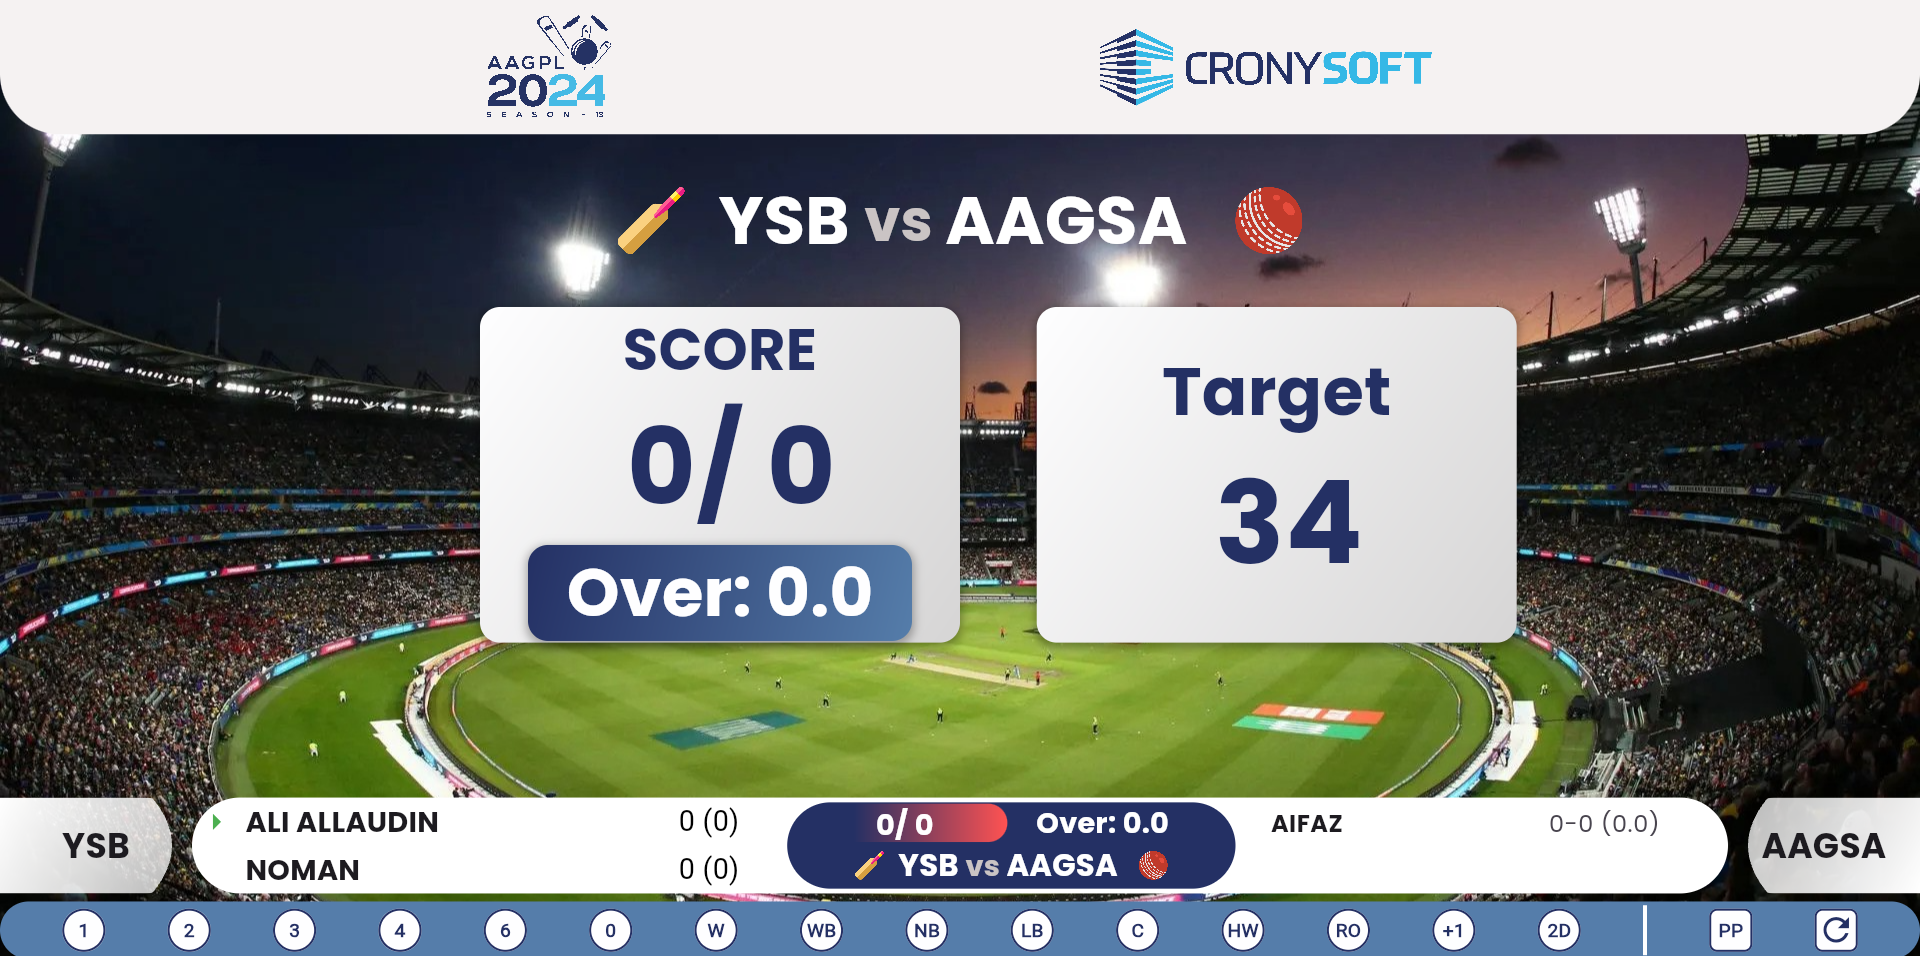 AAGPL
2024
SEASON - 13
CRONYSOFT
YSB vs AAGSA
SCORE
0/ 0
Over: 0.0
Target
34
YSB
ALI ALLAUDIN 0 (0)
NOMAN 0 (0)
0/ 0 Over: 0.0
YSB vs AAGSA
AIFAZ 0-0 (0.0)
AAGSA
1 2 3 4 6 0 W WB NB LB C HW RO +1 2D PP